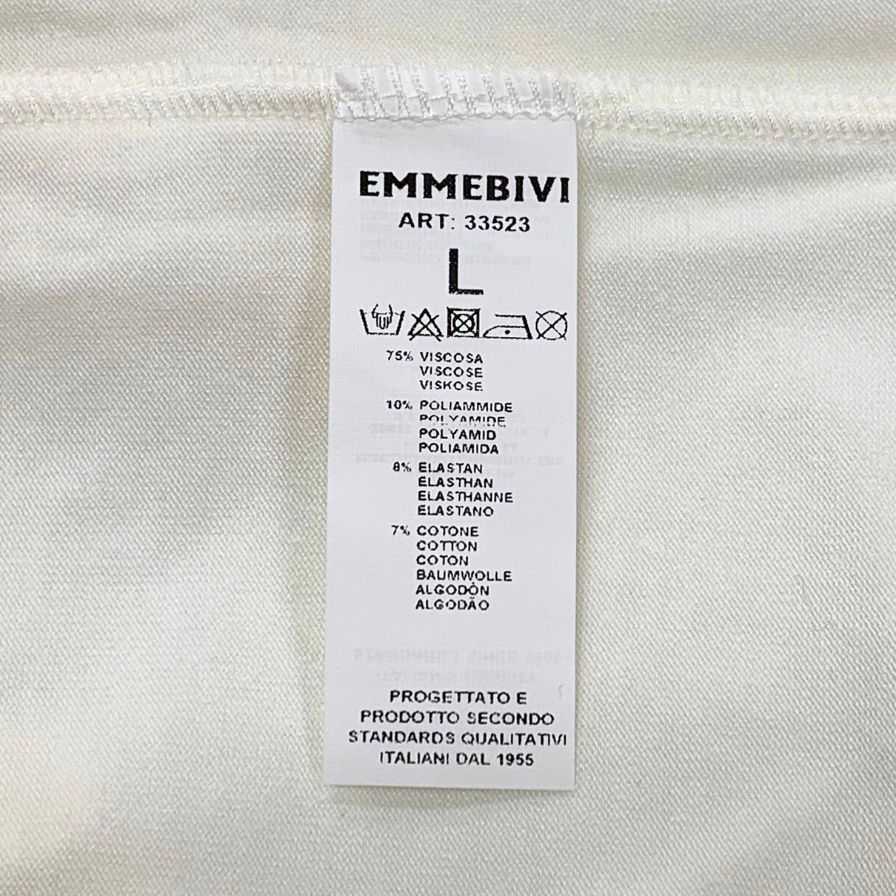 EMMEBIVI
ART: 33523
L
75% VISCOSA
VISCOSE
VISKOSE
10% POLIAMMIDE
POLYAMIDE
POLYAMID
POLIAMIDA
8% ELASTAN
ELASTHAN
ELASTHANNE
ELASTANO
7% COTONE
COTTON
COTON
BAUMWOLLE
ALGODÓN
ALGODÃO
PROGETTATO E
PRODOTTO SECONDO
STANDARDS QUALITATIVI
ITALIANI DAL 1955